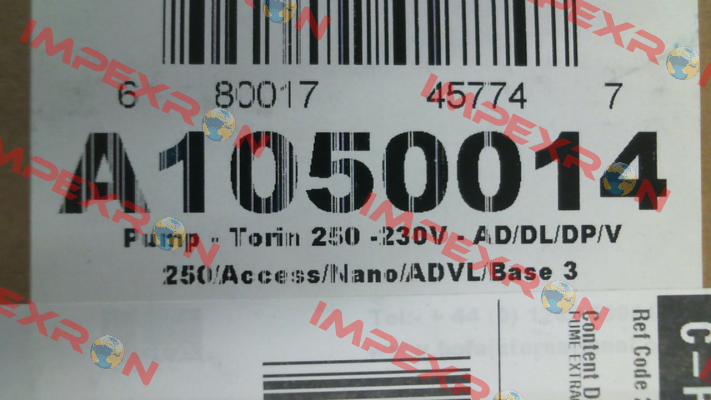 6 80017 45774 7
A1050014
Pump - Torin 250 -230V - AD/DL/DP/V
250/Access/Nano/ADVL/Base 3
Ref Code
Content D
FUME EXTRA
IMPEXRON